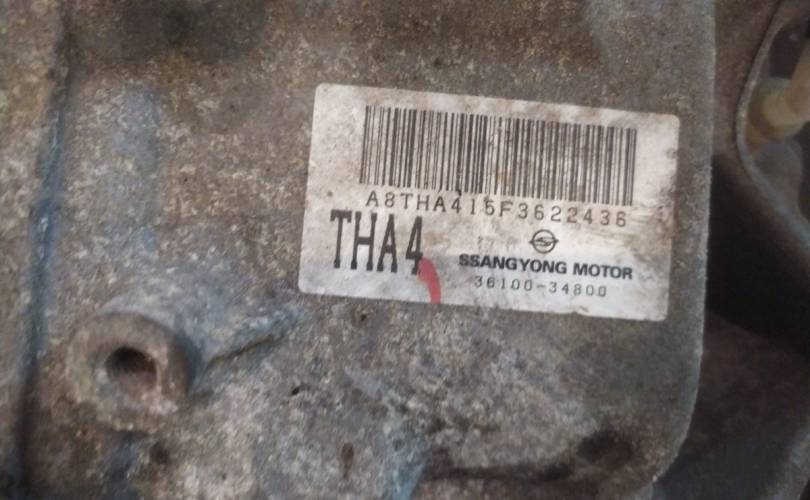 A8THA415F3622436
THA4
SSANGYONG MOTOR
36100-34800